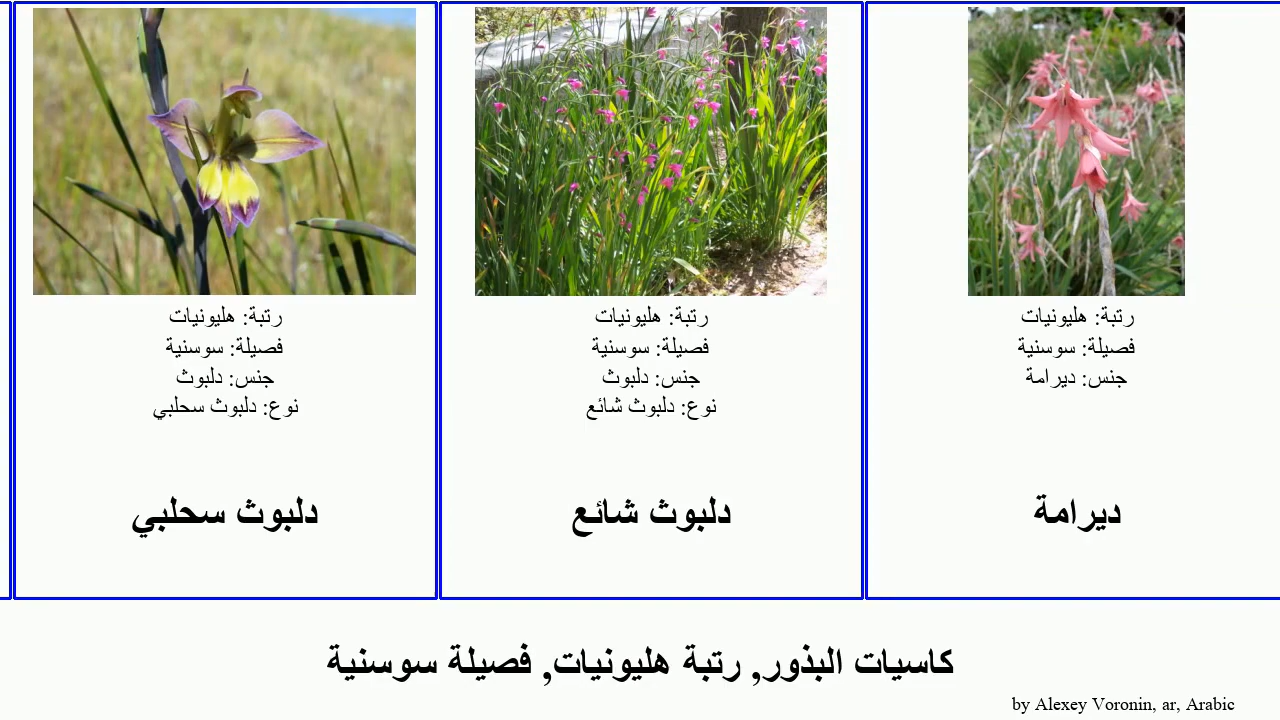 رتبة: هليونيات
فصيلة: سوسنية
جنس: ديرامة
ديرامة
رتبة: هليونيات
فصيلة: سوسنية
جنس: دلبوث
نوع: دلبوث شائع
دلبوث شائع
رتبة: هليونيات
فصيلة: سوسنية
جنس: دلبوث
نوع: دلبوث سحلبي
دلبوث سحلبي
كاسيات البذور, رتبة هليونيات, فصيلة سوسنية
by Alexey Voronin, ar, Arabic